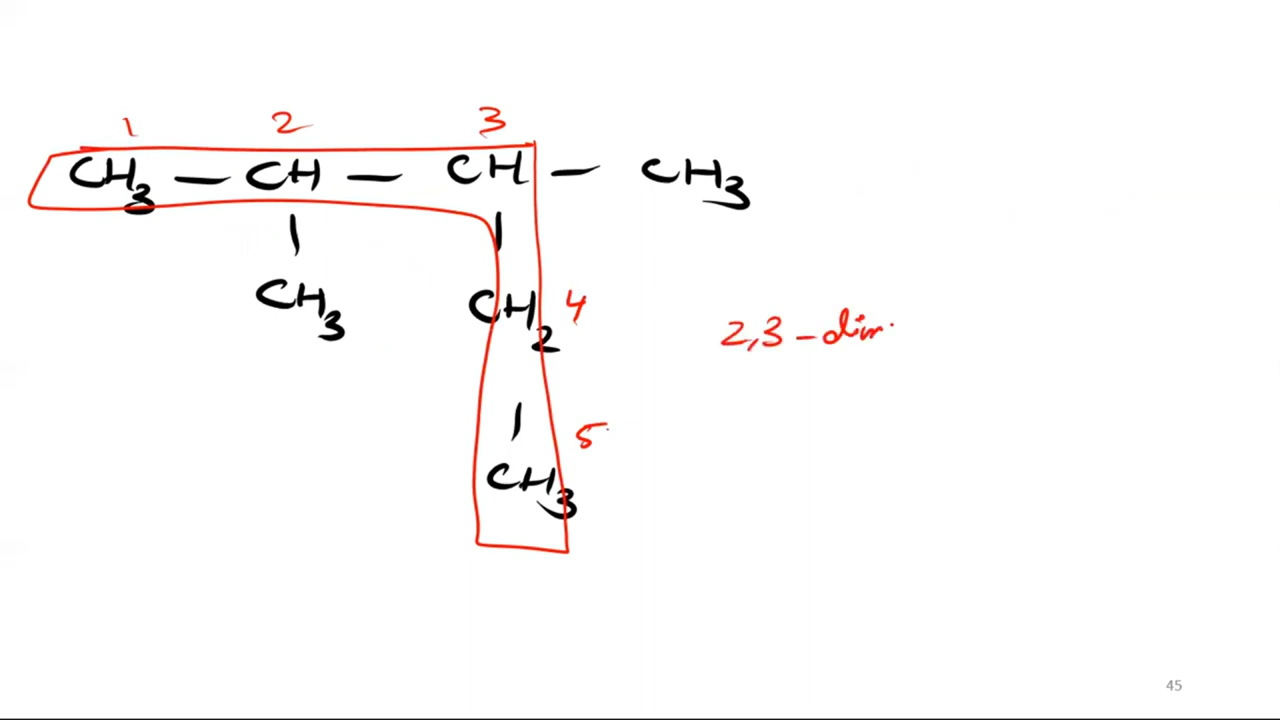 1 2 3
CH3 — CH — CH — CH3
| |
CH3 CH2 4
2,3-dim
| 5
CH3
45